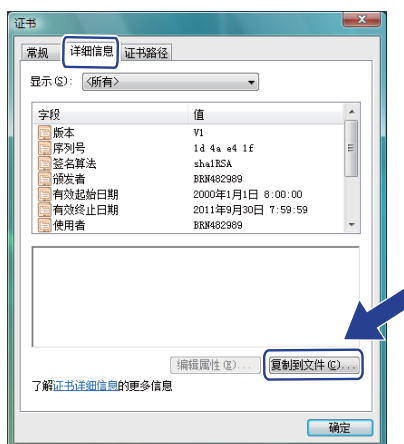 证书
常规 详细信息 证书路径
显示(S): <所有>
字段 值
版本 V1
序列号 1d 4a e4 1f
签名算法 sha1RSA
颁发者 BRN482989
有效起始日期 2000年1月1日 8:00:00
有效终止日期 2011年9月30日 7:59:59
使用者 BRN482989
编辑属性(E)... 复制到文件(C)...
了解证书详细信息的更多信息
确定